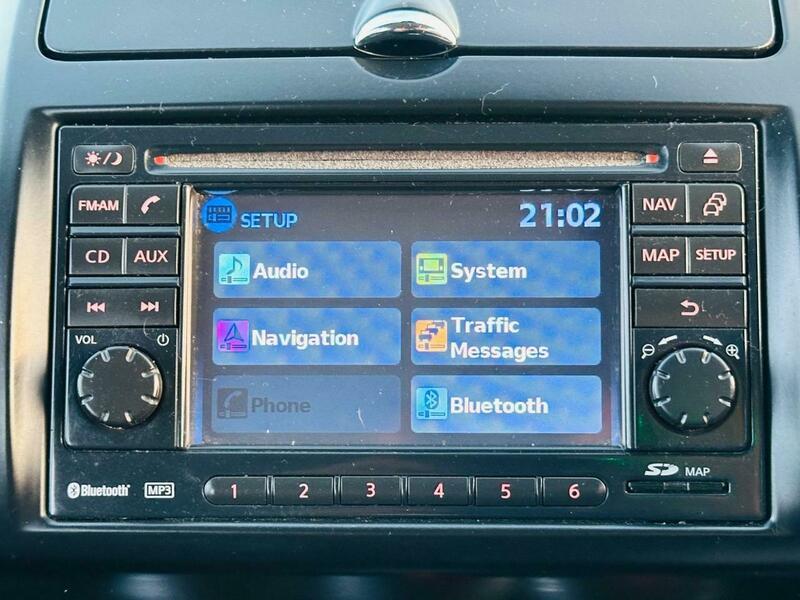 FM·AM
CD AUX
VOL
SETUP
21:02
Audio
System
Navigation
Traffic
Messages
Phone
Bluetooth
NAV
MAP SETUP
Bluetooth
MP3
1 2 3 4 5 6
SD MAP